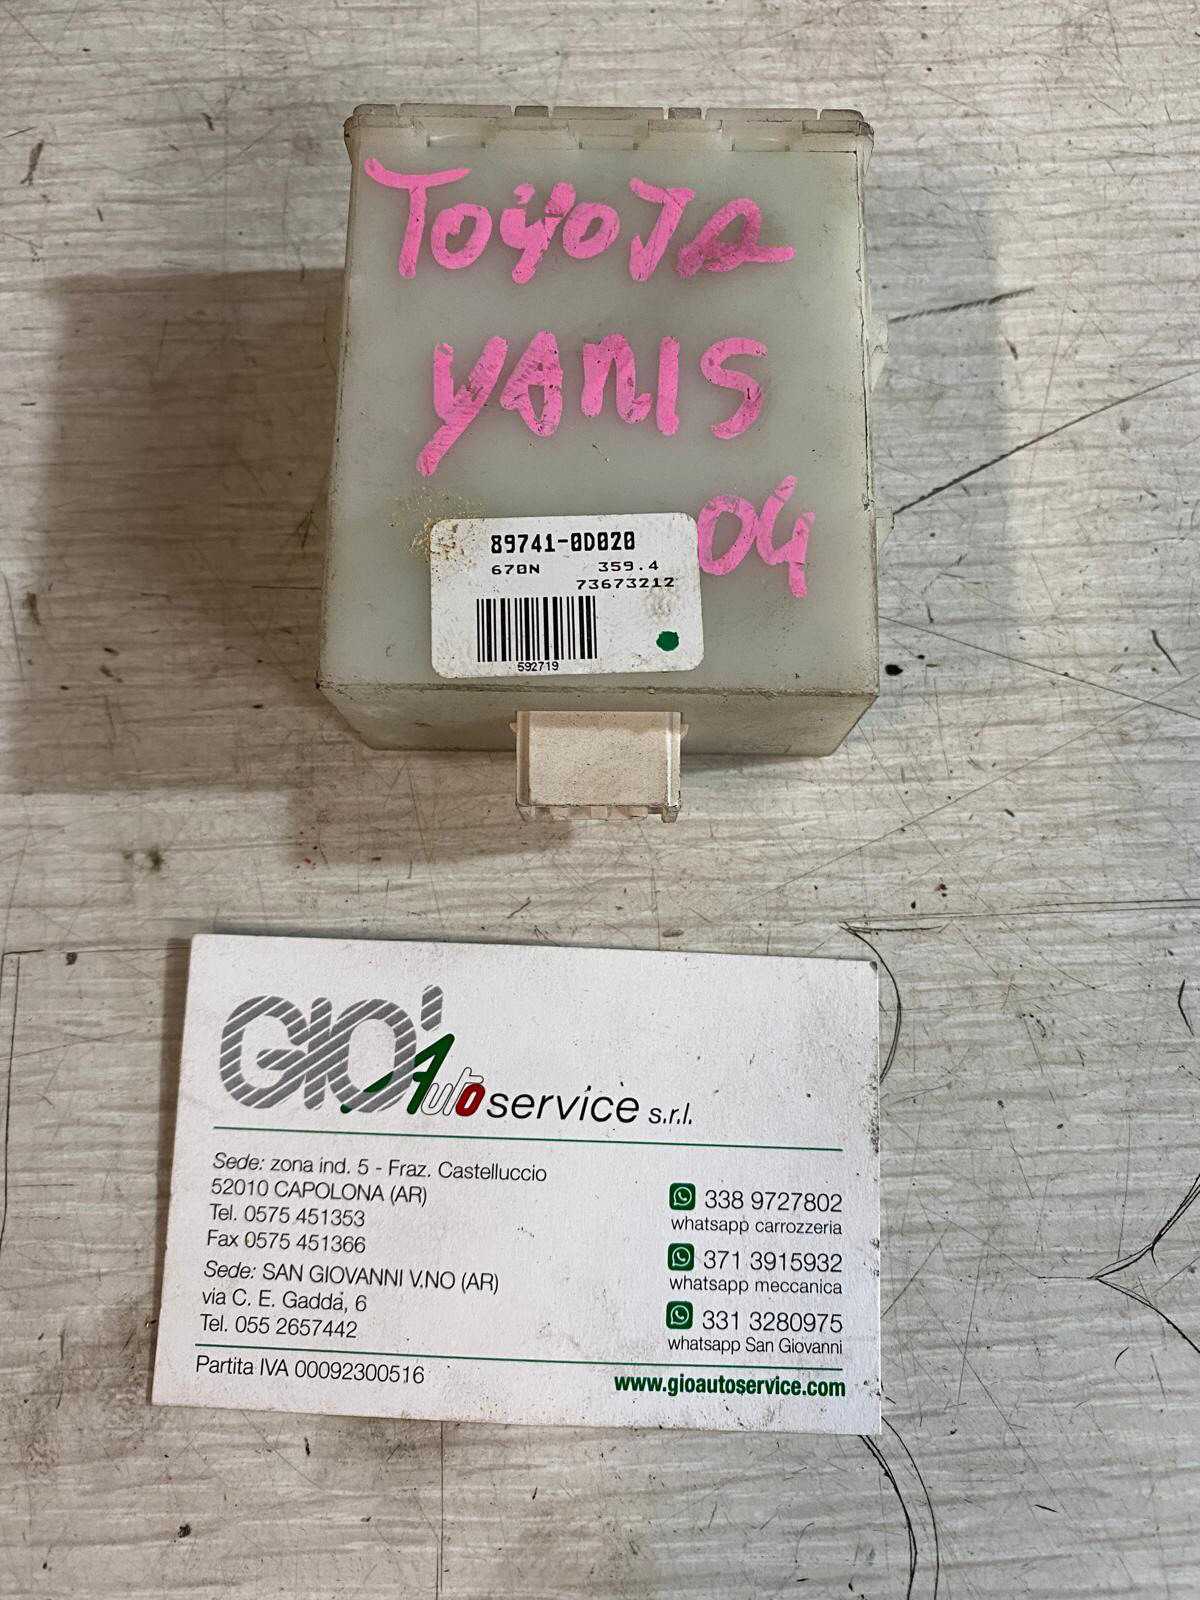 TOYOTA
YARIS
04
89741-0D020
670N 359.4
73673212
592719
GIO' Autoservice s.r.l.
Sede: zona ind. 5 - Fraz. Castelluccio
52010 CAPOLONA (AR)
Tel. 0575 451353
Fax 0575 451366
Sede: SAN GIOVANNI V.NO (AR)
via C. E. Gadda, 6
Tel. 055 2657442
338 9727802
whatsapp carrozzeria
371 3915932
whatsapp meccanica
331 3280975
whatsapp San Giovanni
Partita IVA 00092300516
www.gioautoservice.com